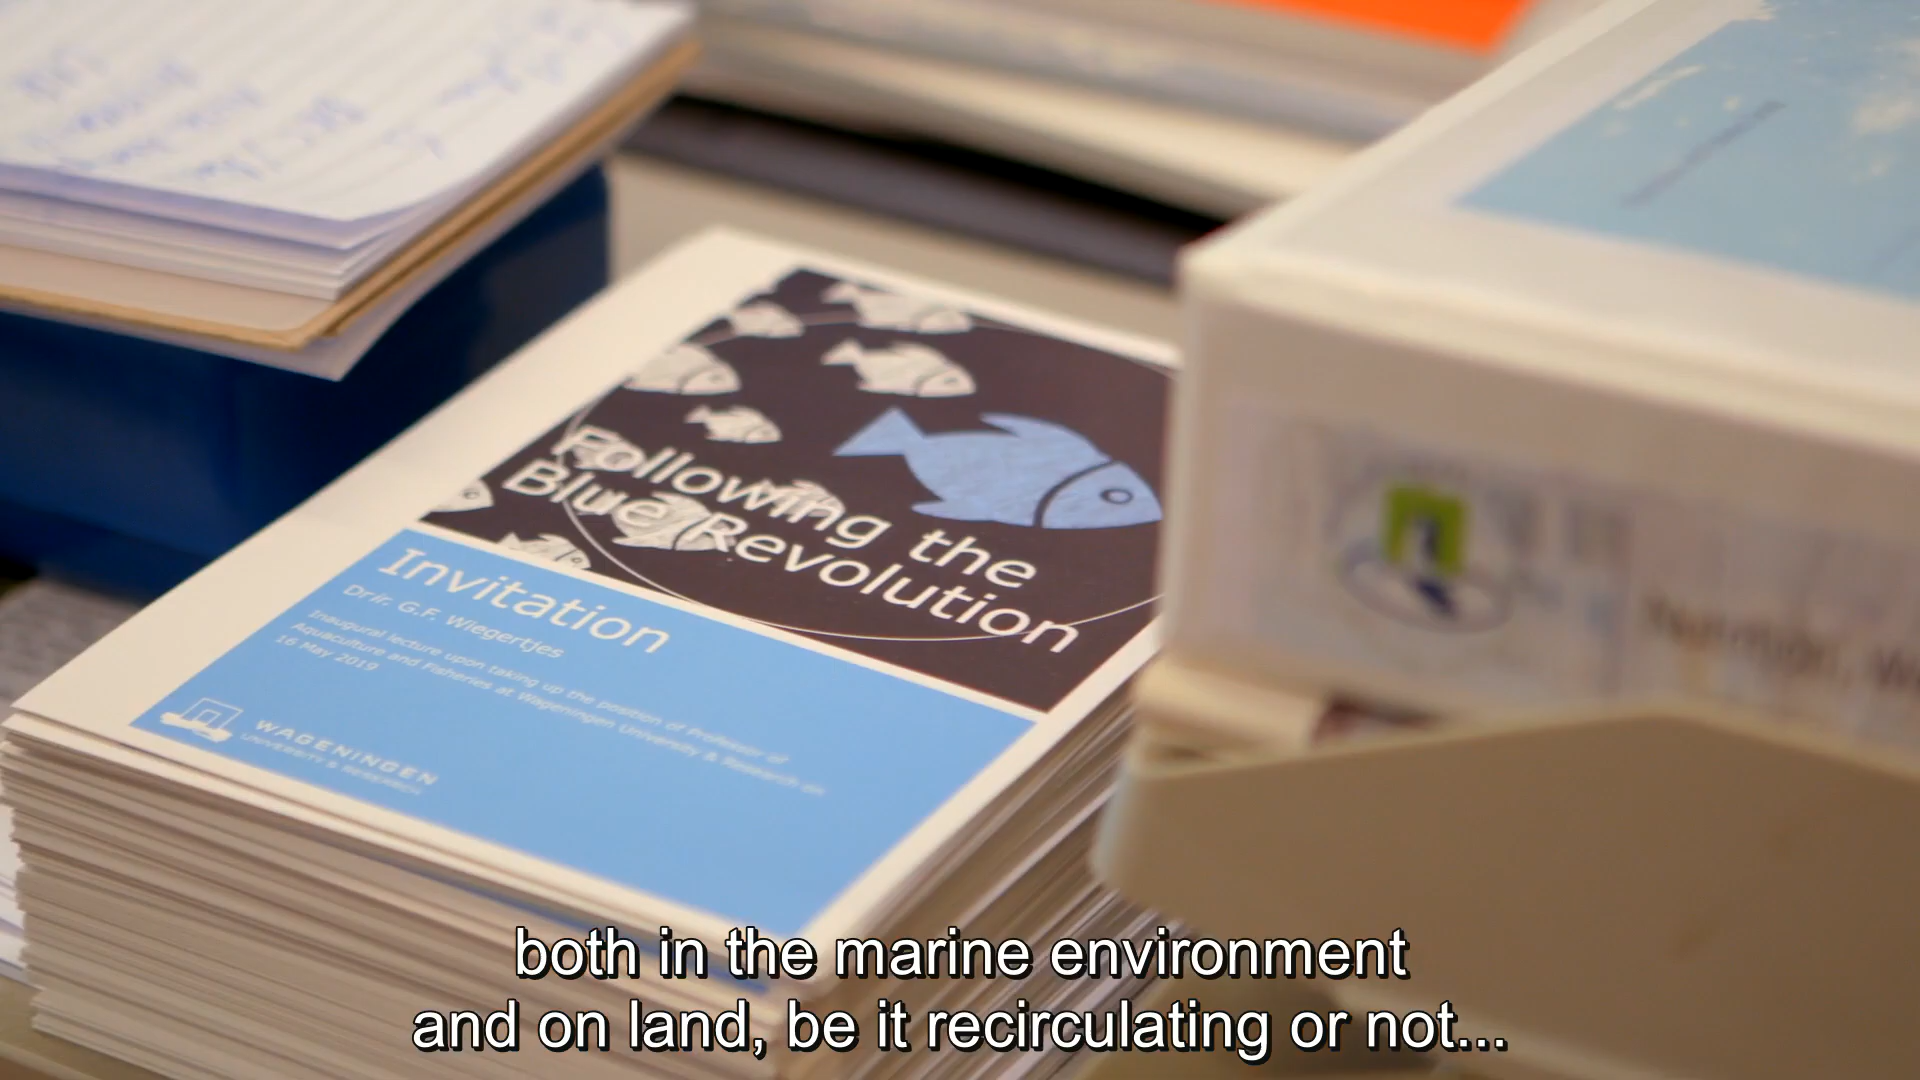 Following the
Blue Revolution
Invitation
Dr.ir. G.F. Wiegertjes
Inaugural lecture upon taking up the position of Professor of
Aquaculture and Fisheries at Wageningen University & Research on
16 May 2019
WAGENINGEN
UNIVERSITY & RESEARCH
both in the marine environment
and on land, be it recirculating or not...